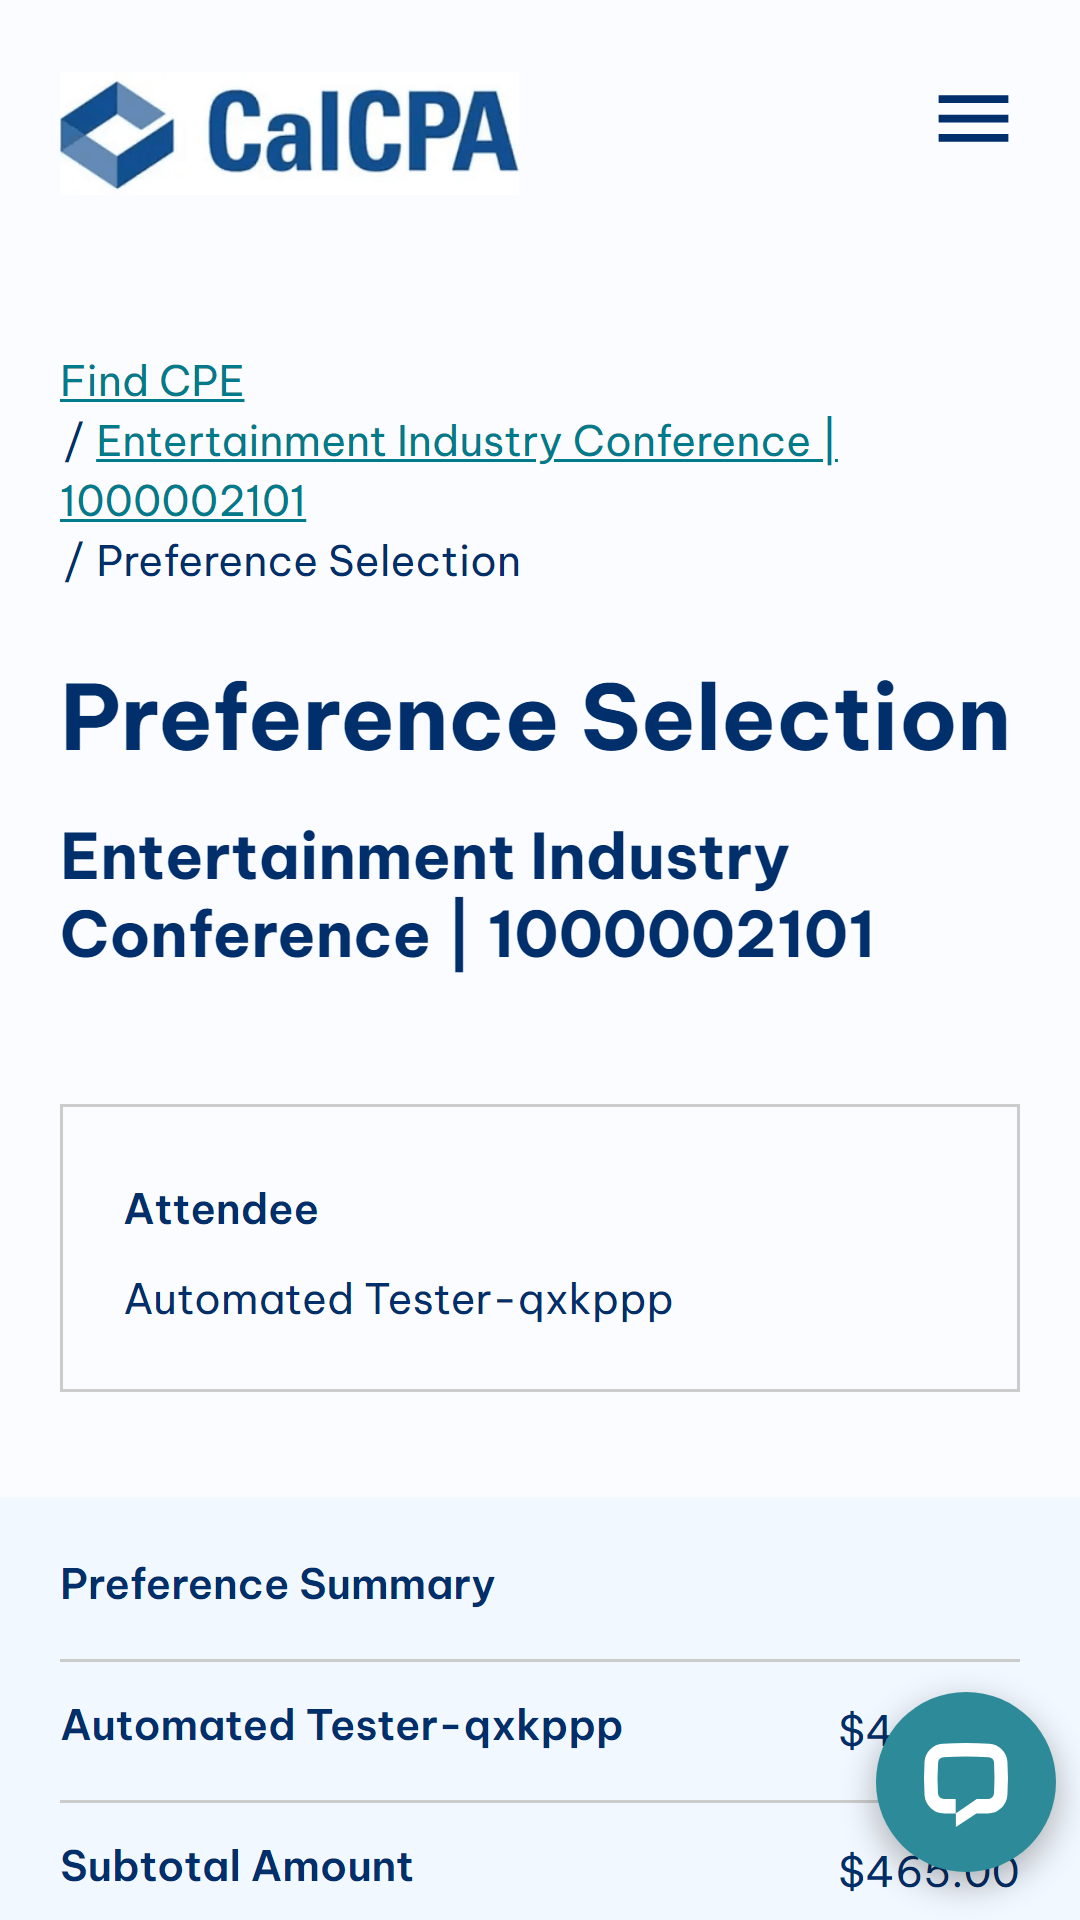 CalCPA
Find CPE
/ Entertainment Industry Conference |
1000002101
/ Preference Selection
Preference Selection
Entertainment Industry
Conference | 1000002101
Attendee
Automated Tester-qxkppp
Preference Summary
Automated Tester-qxkppp
$4
Subtotal Amount
$465.00